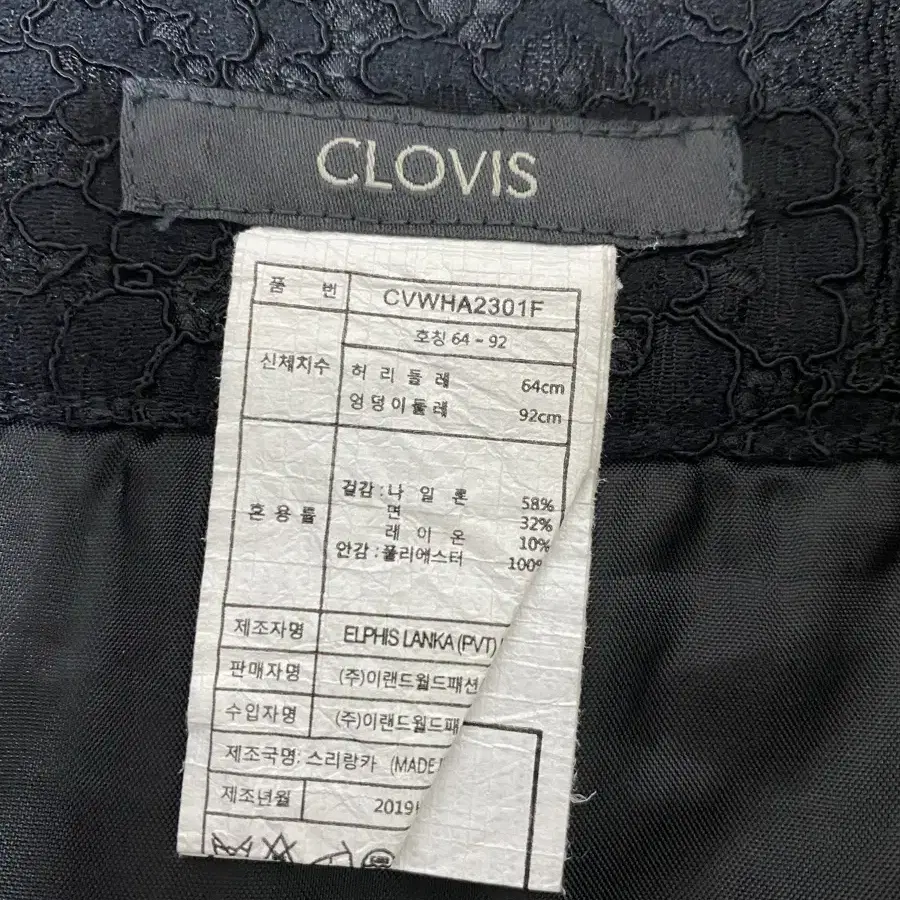 CLOVIS
품 번 CVWHA2301F
신체치수 호칭 64 - 92
허리둘레 64cm
엉덩이둘레 92cm
혼용률
겉감 : 나일론 58%
면 32%
레이온 10%
안감 : 폴리에스터 100%
제조자명 ELPHIS LANKA (PVT)
판매자명 (주)이랜드월드패션
수입자명 (주)이랜드월드패
제조국명: 스리랑카 (MADE
제조년월 2019